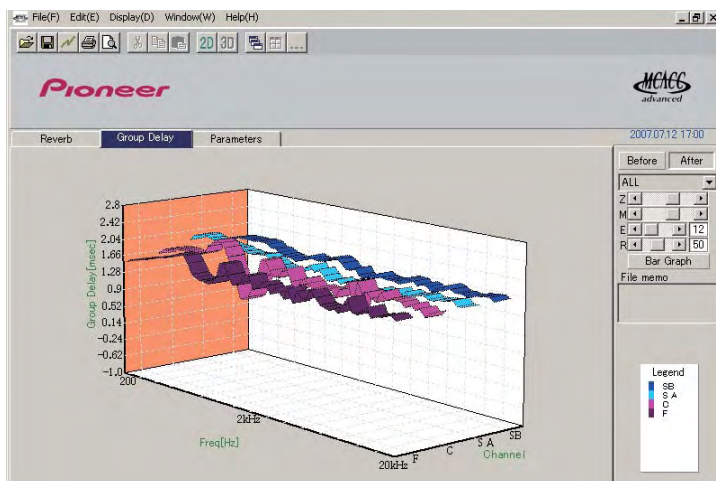 File(F) Edit(E) Display(D) Window(W) Help(H)
2D 3D ...
Pioneer
MCACC
advanced
Reverb Group Delay Parameters
2007.07.12 17:00
Before After
ALL
Z
M
E 12
R 50
Bar Graph
File memo
2.8
2.42
2.04
1.66
1.28
0.9
0.52
0.14
-0.24
-0.62
-1.0
Group Delay[msec]
200
2kHz
20kHz
Freq[Hz]
F
C
S A
SB
Channel
Legend
SB
S A
C
F